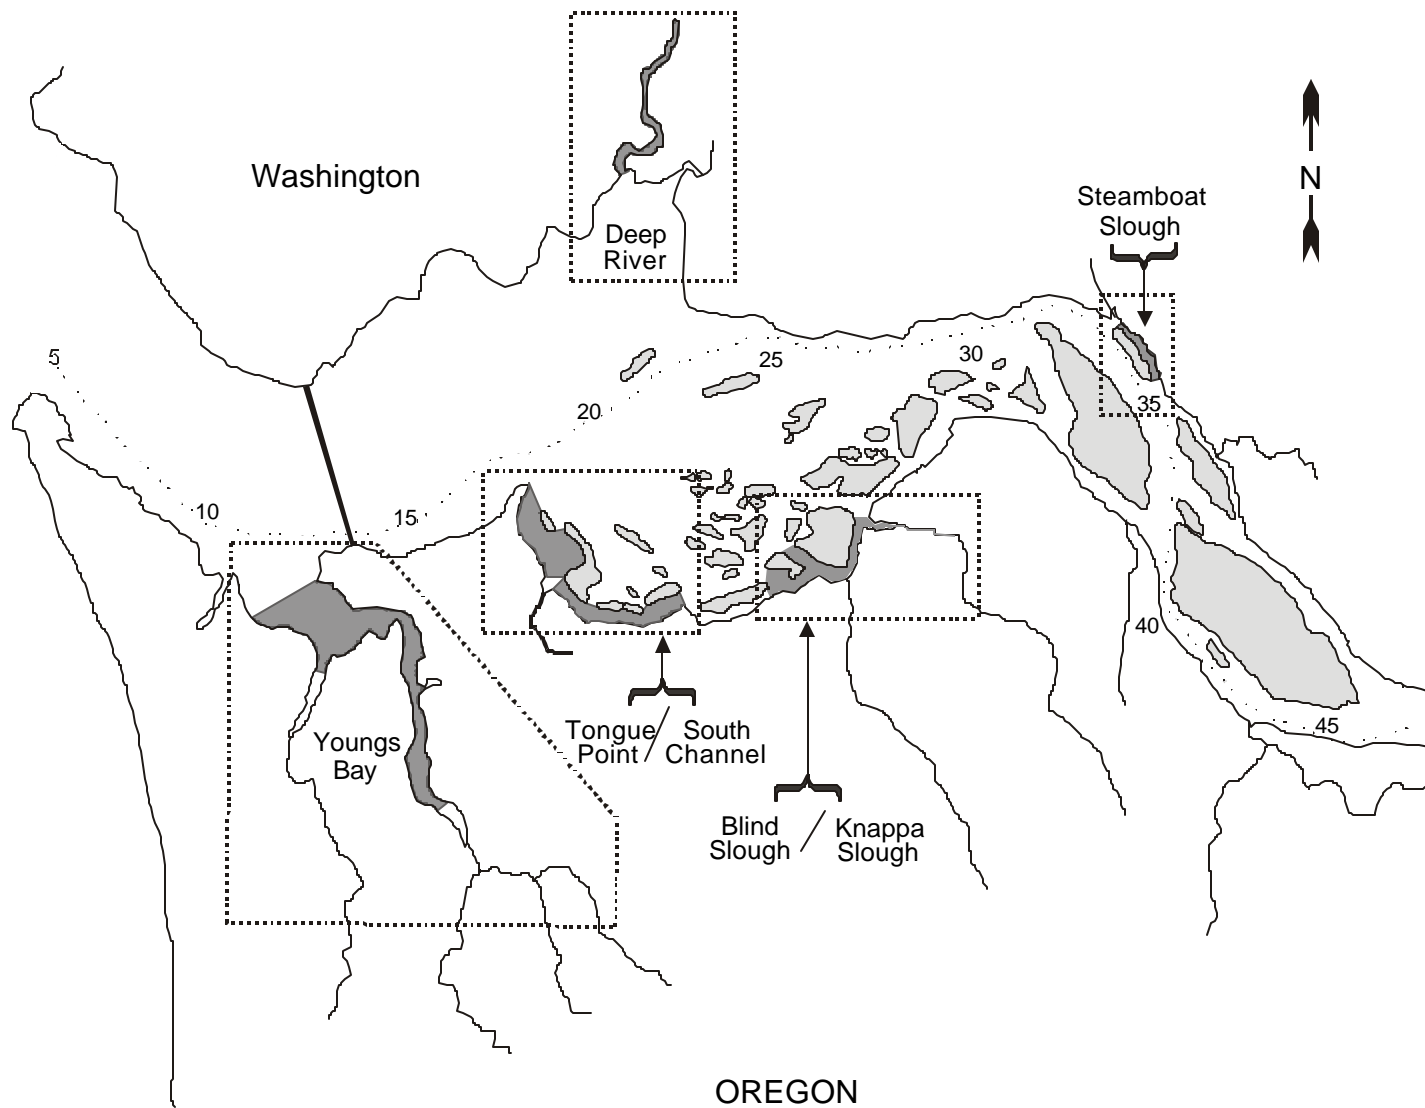 Washington
N
Steamboat
Slough
Deep
River
5
25
30
20
35
10
15
40
45
Tongue / South
Point Channel
Youngs
Bay
Blind / Knappa
Slough Slough
OREGON